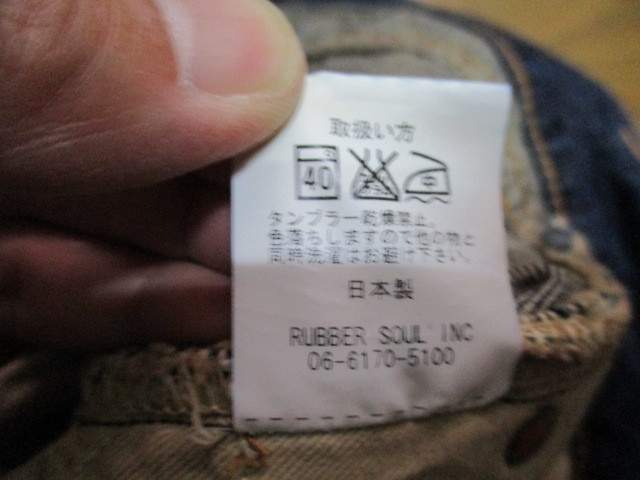 取扱い方
40
中
タンブラー乾燥禁止。
色落ちしますので他の物と
同時洗濯はお避け下さい。
日本製
RUBBER SOUL INC
06-6170-5100